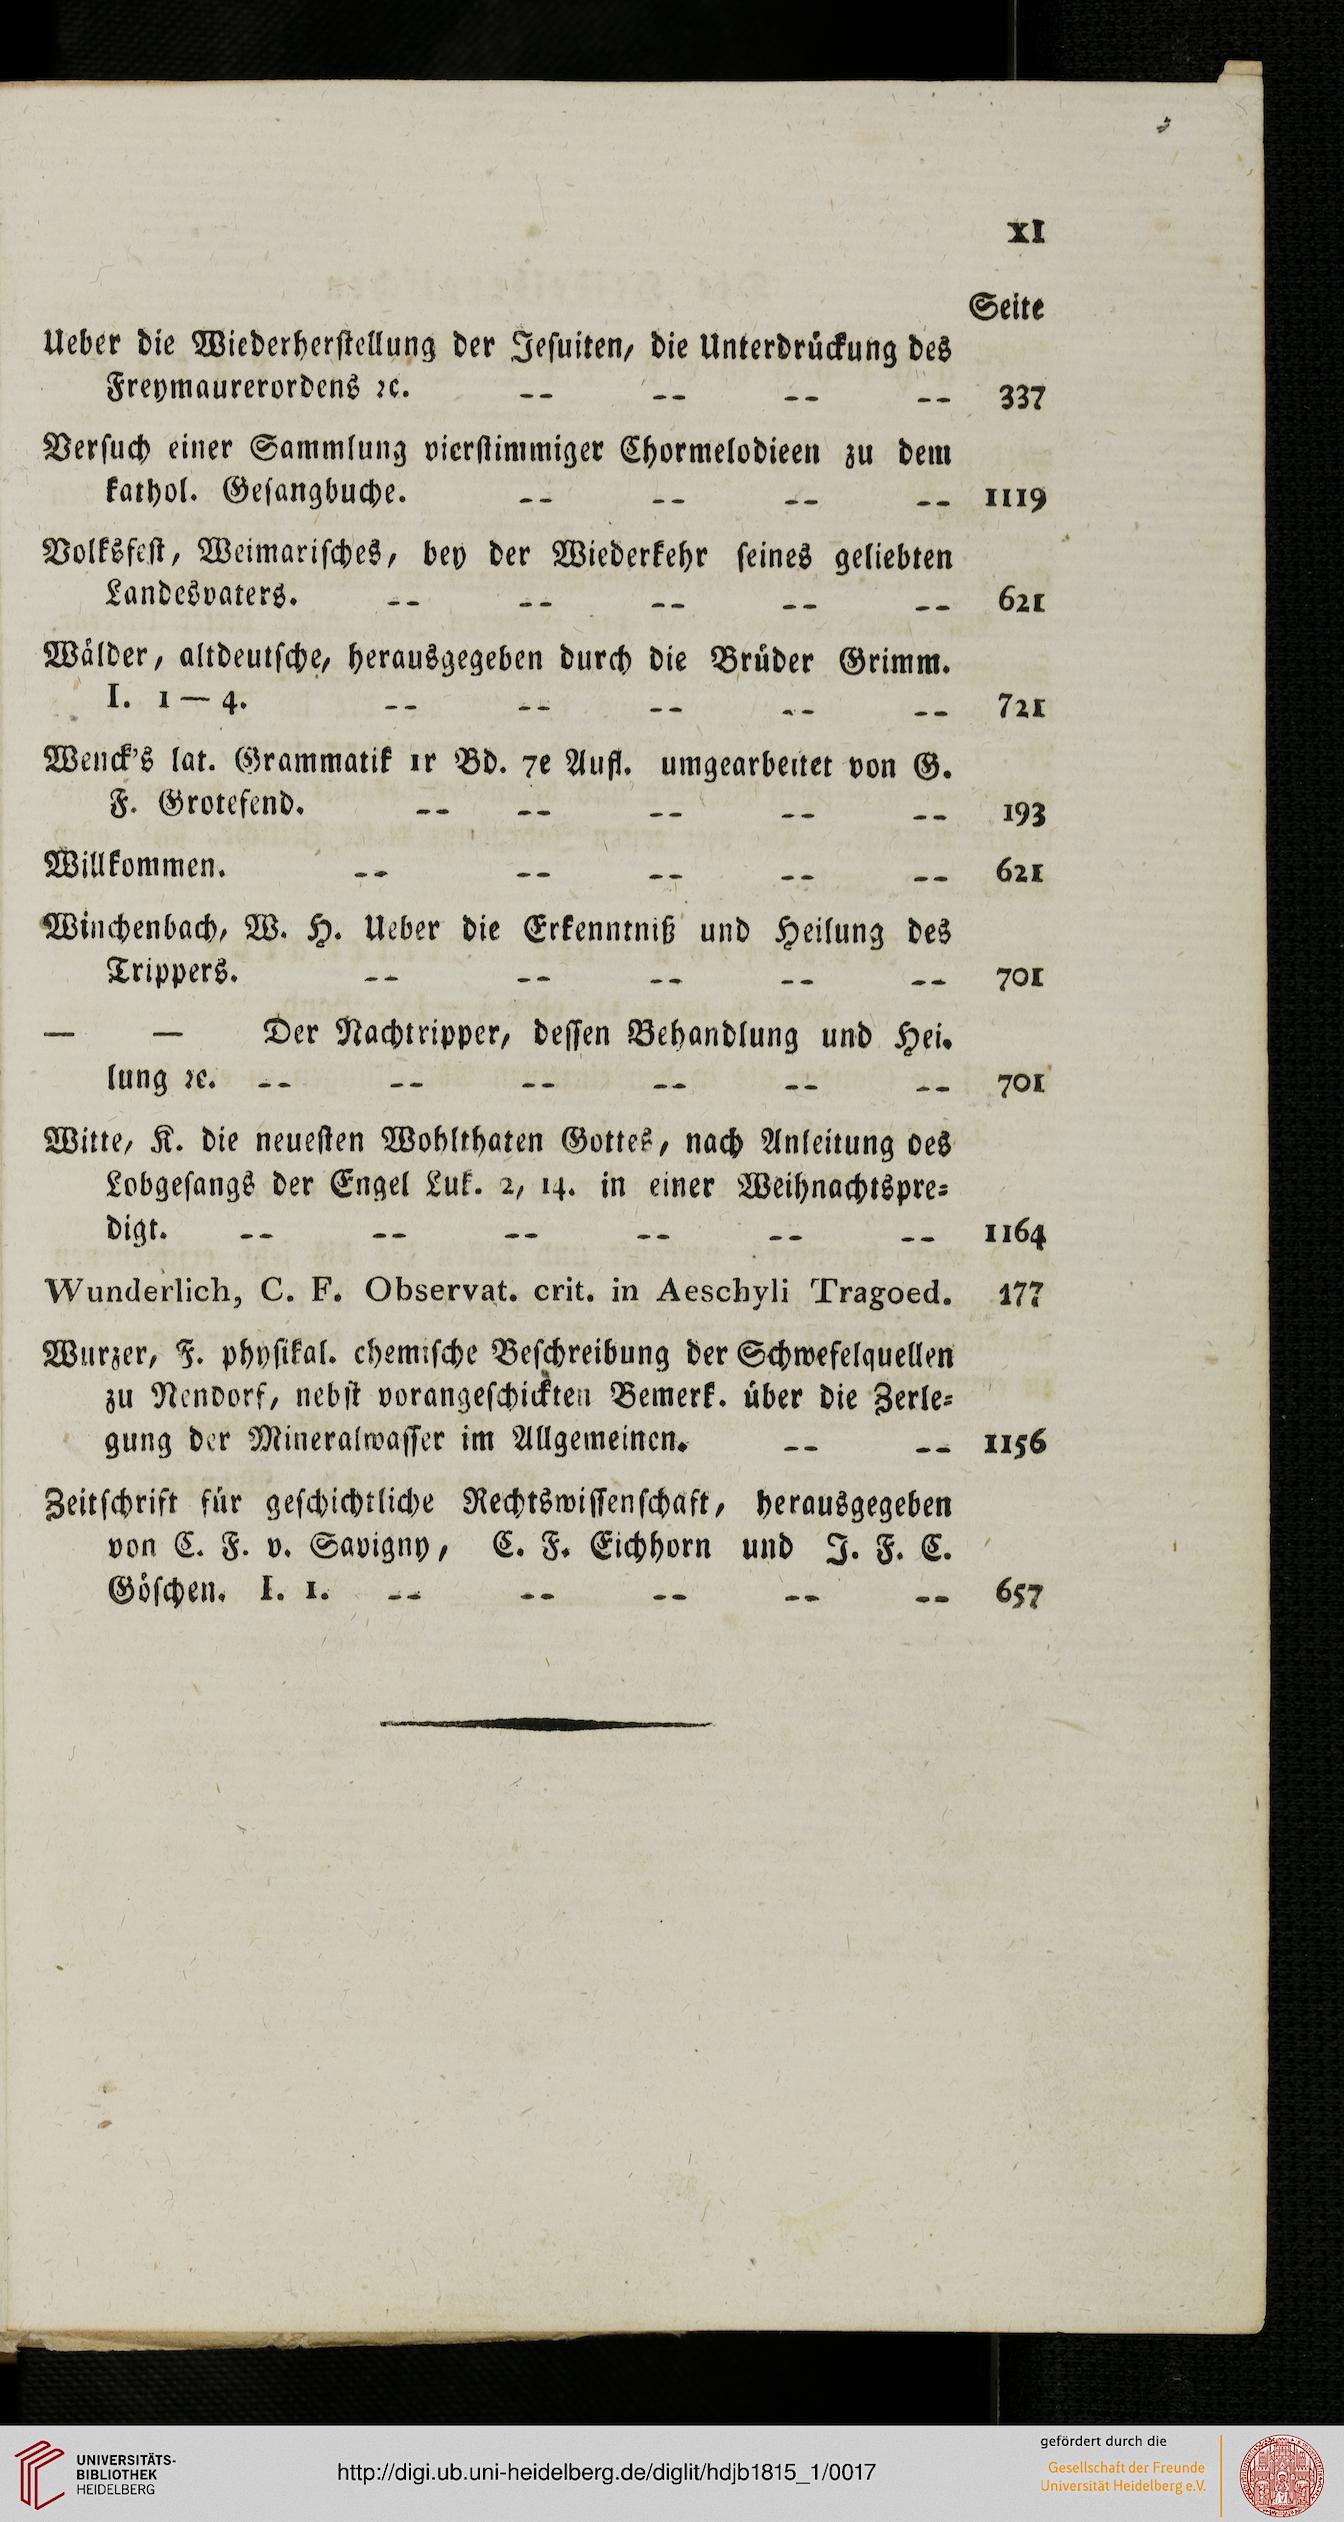 XI
Seite
Ueber die Wiederherstellung der Jesuiten, die Unterdrückung des
Freymaurerordens ꝛc. -- -- -- -- 337
Versuch einer Sammlung vierstimmiger Chormelodieen zu dem
kathol. Gesangbuche. -- -- -- -- 1119
Volksfest, Weimarisches, bey der Wiederkehr seines geliebten
Landesvaters. -- -- -- -- -- 621
Wälder, altdeutsche, herausgegeben durch die Brüder Grimm.
I. 1 — 4. -- -- -- -- -- 721
Wenck's lat. Grammatik 1r Bd. 7e Aufl. umgearbeitet von G.
F. Grotefend. -- -- -- -- -- 193
Willkommen. -- -- -- -- -- 621
Winchenbach, W. H. Ueber die Erkenntniß und Heilung des
Trippers. -- -- -- -- -- 701
— — Der Nachtripper, dessen Behandlung und Hei-
lung ꝛc. -- -- -- -- -- -- 701
Witte, K. die neuesten Wohlthaten Gottes, nach Anleitung des
Lobgesangs der Engel Luk. 2, 14. in einer Weihnachtspre-
digt. -- -- -- -- -- -- 1164
Wunderlich, C. F. Observat. crit. in Aeschyli Tragoed. 177
Wurzer, F. physikal. chemische Beschreibung der Schwefelquellen
zu Nendorf, nebst vorangeschickten Bemerk. über die Zerle-
gung der Mineralwasser im Allgemeinen. -- -- 1156
Zeitschrift für geschichtliche Rechtswissenschaft, herausgegeben
von C. F. v. Savigny, C. F. Eichhorn und J. F. C.
Göschen. I. 1. -- -- -- -- -- 657
UNIVERSITÄTS-
BIBLIOTHEK
HEIDELBERG
http://digi.ub.uni-heidelberg.de/diglit/hdjb1815_1/0017
gefördert durch die
Gesellschaft der Freunde
Universität Heidelberg e.V.